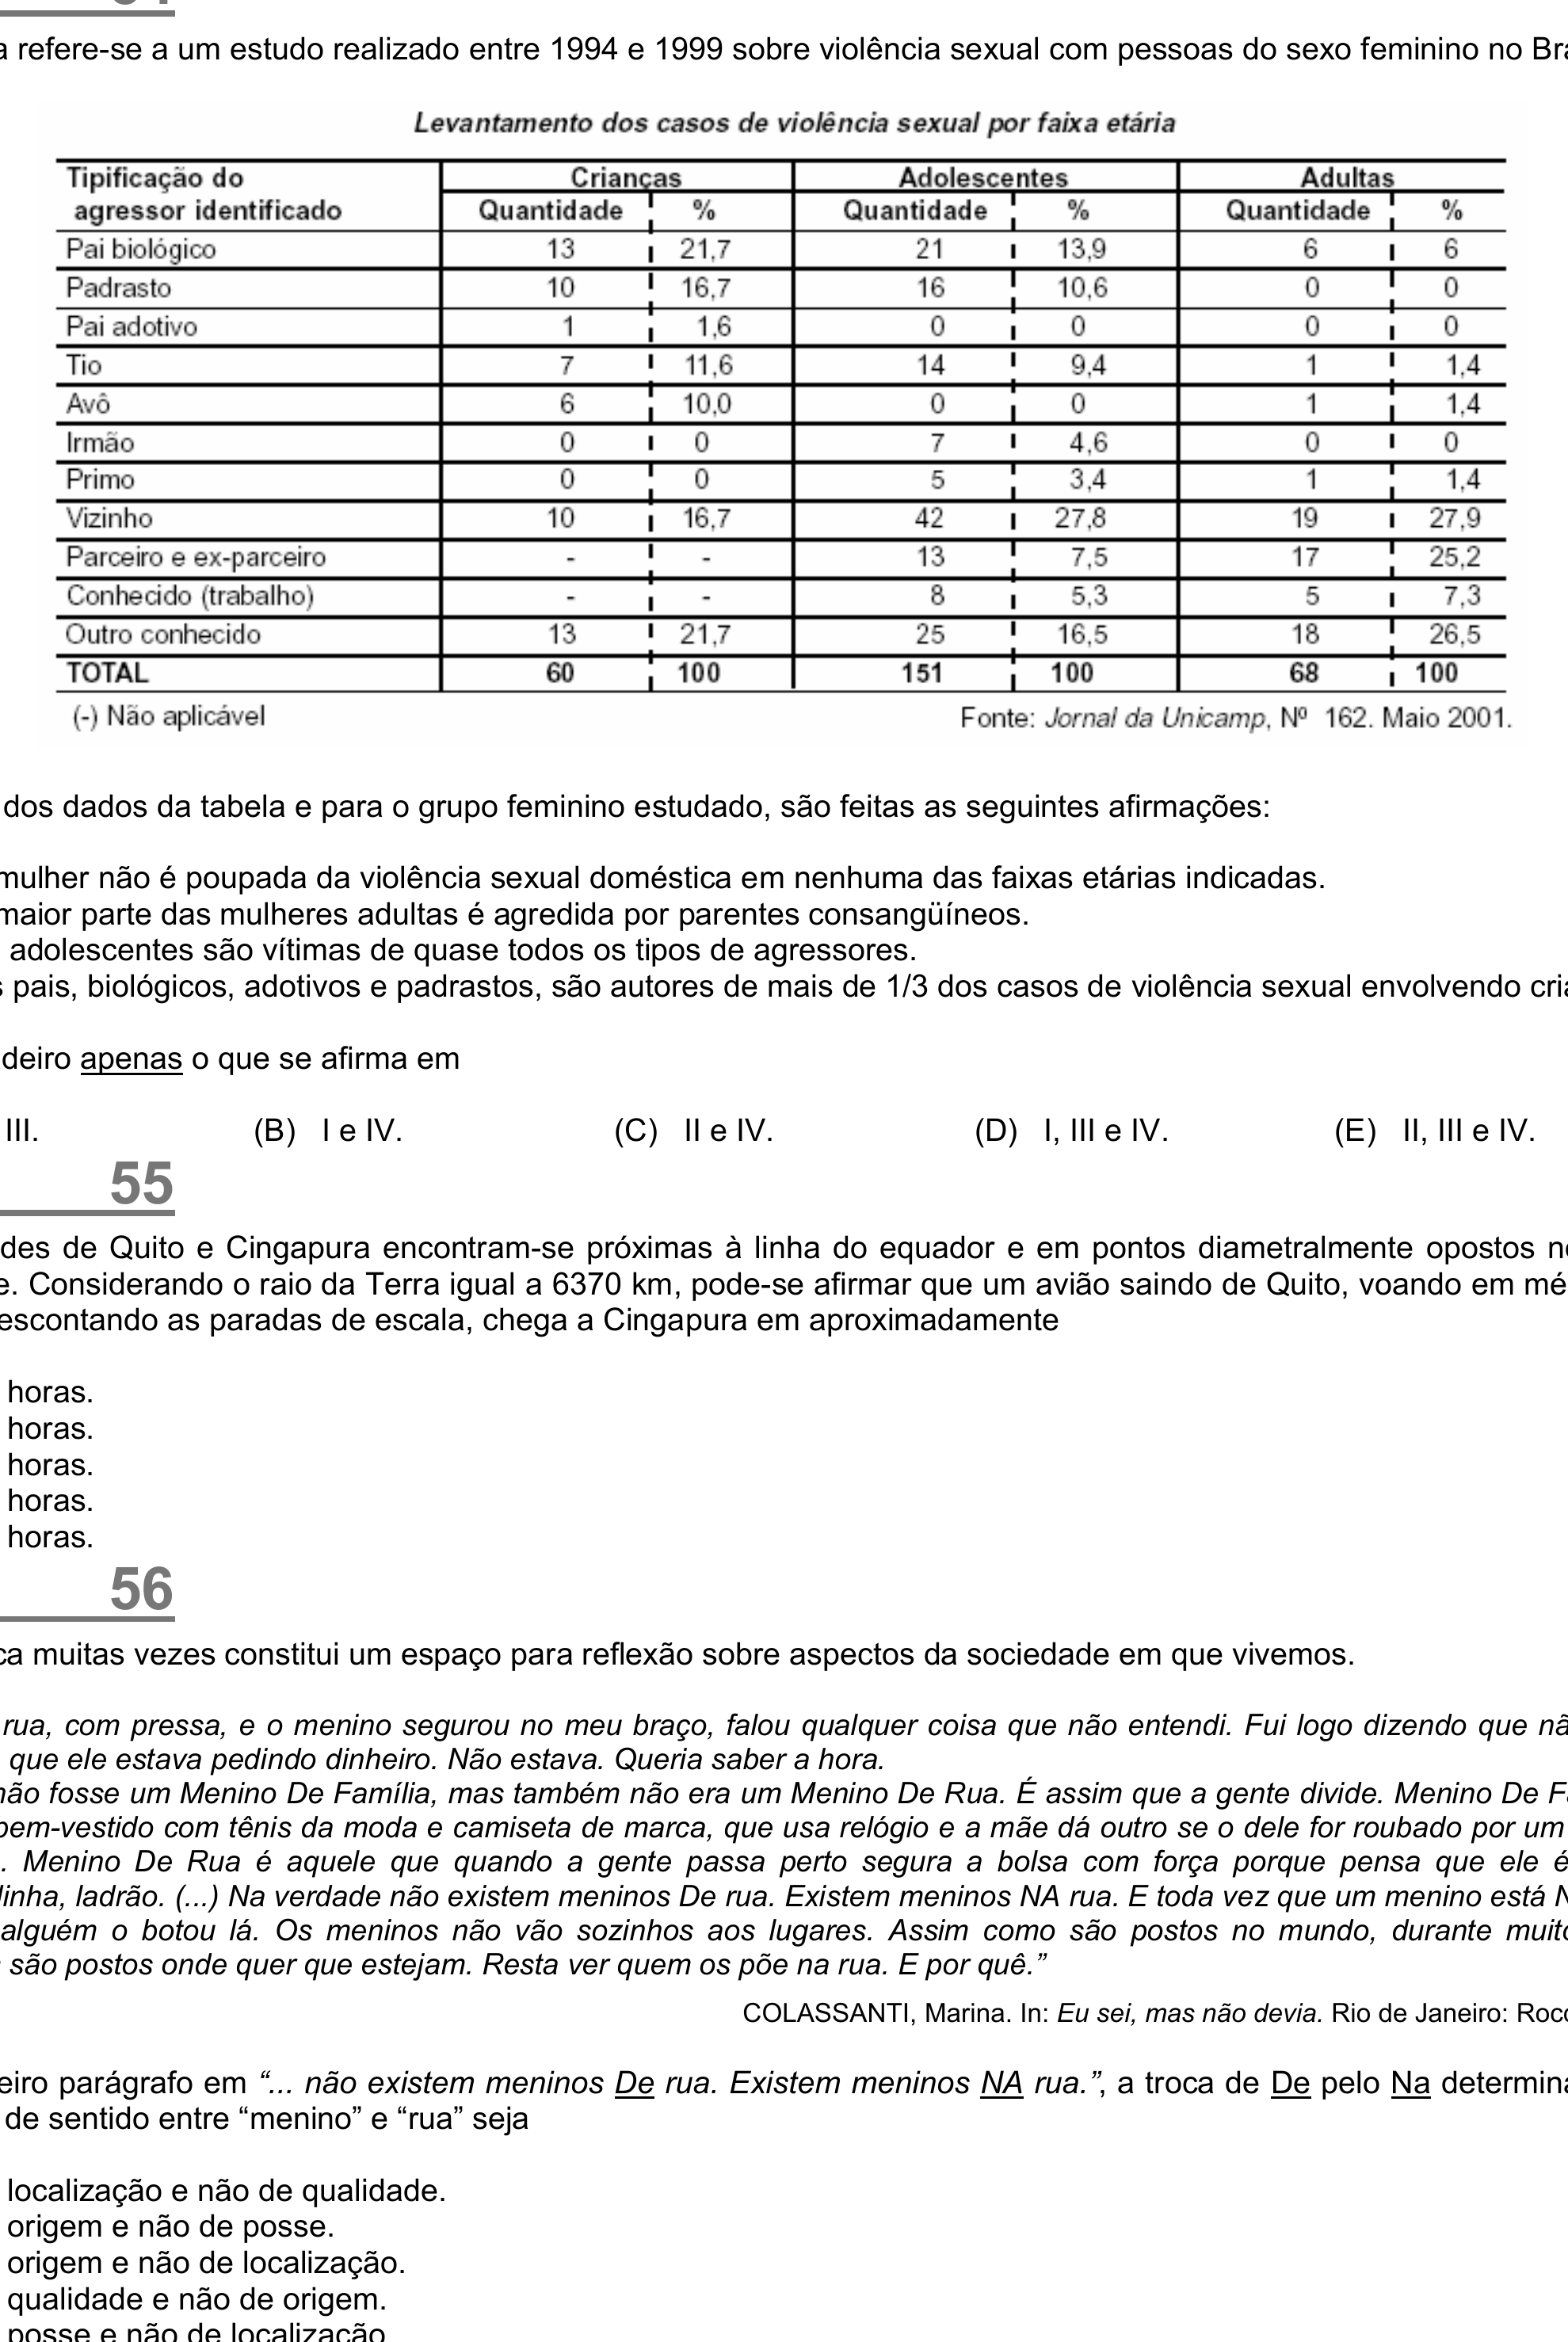 a refere-se a um estudo realizado entre 1994 e 1999 sobre violência sexual com pessoas do sexo feminino no Bra
Levantamento dos casos de violência sexual por faixa etária
Tipificação do agressor identificado Crianças Adolescentes Adultas
Quantidade % Quantidade % Quantidade %
Pai biológico 13 21,7 21 13,9 6 6
Padrasto 10 16,7 16 10,6 0 0
Pai adotivo 1 1,6 0 0 0 0
Tio 7 11,6 14 9,4 1 1,4
Avô 6 10,0 0 0 1 1,4
Irmão 0 0 7 4,6 0 0
Primo 0 0 5 3,4 1 1,4
Vizinho 10 16,7 42 27,8 19 27,9
Parceiro e ex-parceiro - - 13 7,5 17 25,2
Conhecido (trabalho) - - 8 5,3 5 7,3
Outro conhecido 13 21,7 25 16,5 18 26,5
TOTAL 60 100 151 100 68 100
(-) Não aplicável Fonte: Jornal da Unicamp, Nº 162. Maio 2001.
dos dados da tabela e para o grupo feminino estudado, são feitas as seguintes afirmações:
mulher não é poupada da violência sexual doméstica em nenhuma das faixas etárias indicadas.
maior parte das mulheres adultas é agredida por parentes consangüíneos.
adolescentes são vítimas de quase todos os tipos de agressores.
s pais, biológicos, adotivos e padrastos, são autores de mais de 1/3 dos casos de violência sexual envolvendo cria
deiro apenas o que se afirma em
III. (B) I e IV. (C) II e IV. (D) I, III e IV. (E) II, III e IV.
55
des de Quito e Cingapura encontram-se próximas à linha do equador e em pontos diametralmente opostos no
e. Considerando o raio da Terra igual a 6370 km, pode-se afirmar que um avião saindo de Quito, voando em mé
escontando as paradas de escala, chega a Cingapura em aproximadamente
horas.
horas.
horas.
horas.
horas.
56
ca muitas vezes constitui um espaço para reflexão sobre aspectos da sociedade em que vivemos.
rua, com pressa, e o menino segurou no meu braço, falou qualquer coisa que não entendi. Fui logo dizendo que nã
que ele estava pedindo dinheiro. Não estava. Queria saber a hora.
não fosse um Menino De Família, mas também não era um Menino De Rua. É assim que a gente divide. Menino De Fa
bem-vestido com tênis da moda e camiseta de marca, que usa relógio e a mãe dá outro se o dele for roubado por um
. Menino De Rua é aquele que quando a gente passa perto segura a bolsa com força porque pensa que ele é
linha, ladrão. (...) Na verdade não existem meninos De rua. Existem meninos NA rua. E toda vez que um menino está N
alguém o botou lá. Os meninos não vão sozinhos aos lugares. Assim como são postos no mundo, durante muito
são postos onde quer que estejam. Resta ver quem os põe na rua. E por quê.”
COLASSANTI, Marina. In: Eu sei, mas não devia. Rio de Janeiro: Rocc
eiro parágrafo em “... não existem meninos De rua. Existem meninos NA rua.”, a troca de De pelo Na determina
de sentido entre “menino” e “rua” seja
localização e não de qualidade.
origem e não de posse.
origem e não de localização.
qualidade e não de origem.
posse e não de localização